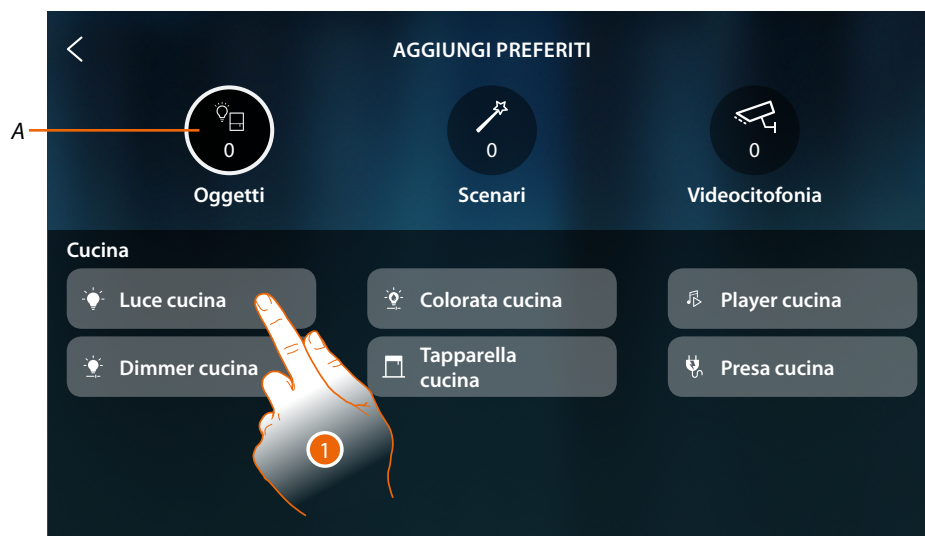 AGGIUNGI PREFERITI
A
0
0
0
Oggetti
Scenari
Videocitofonia
Cucina
Luce cucina
Colorata cucina
Player cucina
Dimmer cucina
Tapparella
cucina
Presa cucina
1